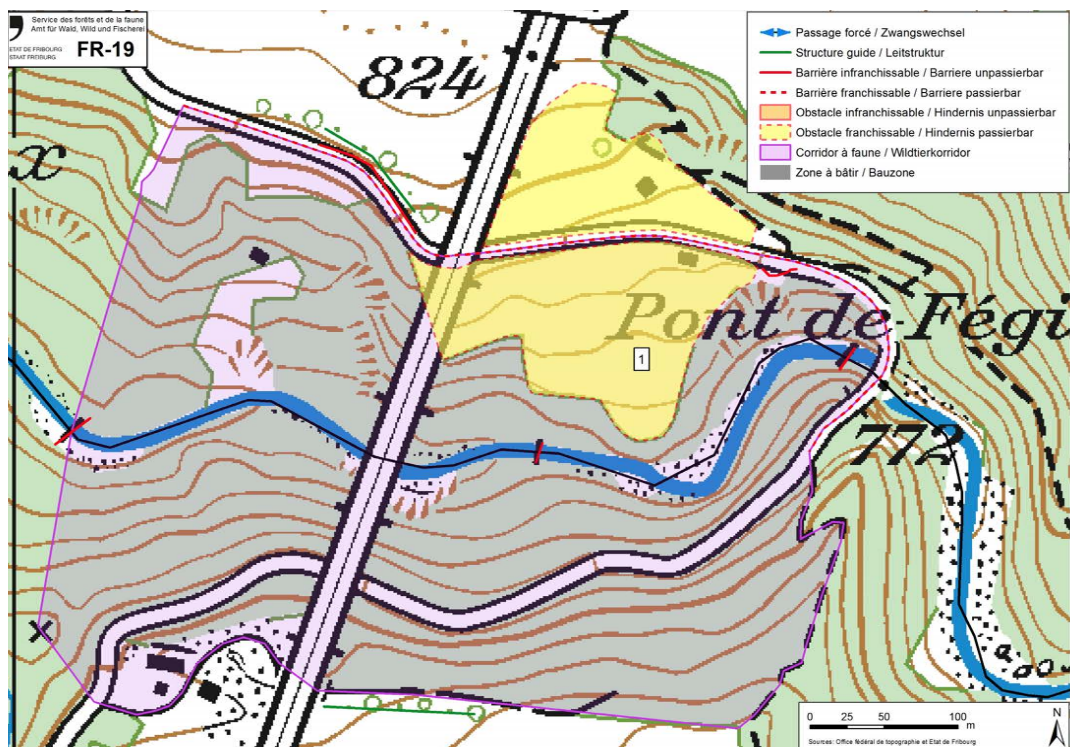 Service des forêts et de la faune
Amt für Wald, Wild und Fischerei
ETAT DE FRIBOURG
STAAT FREIBURG
FR-19
824
x
Passage forcé / Zwangswechsel
Structure guide / Leitstruktur
Barrière infranchissable / Barriere unpassierbar
Barrière franchissable / Barriere passierbar
Obstacle infranchissable / Hindernis unpassierbar
Obstacle franchissable / Hindernis passierbar
Corridor à faune / Wildtierkorridor
Zone à bâtir / Bauzone
Pont de Fégi
1
772
0 25 50 100
m
N
Sources: Office fédéral de topographie et Etat de Fribourg